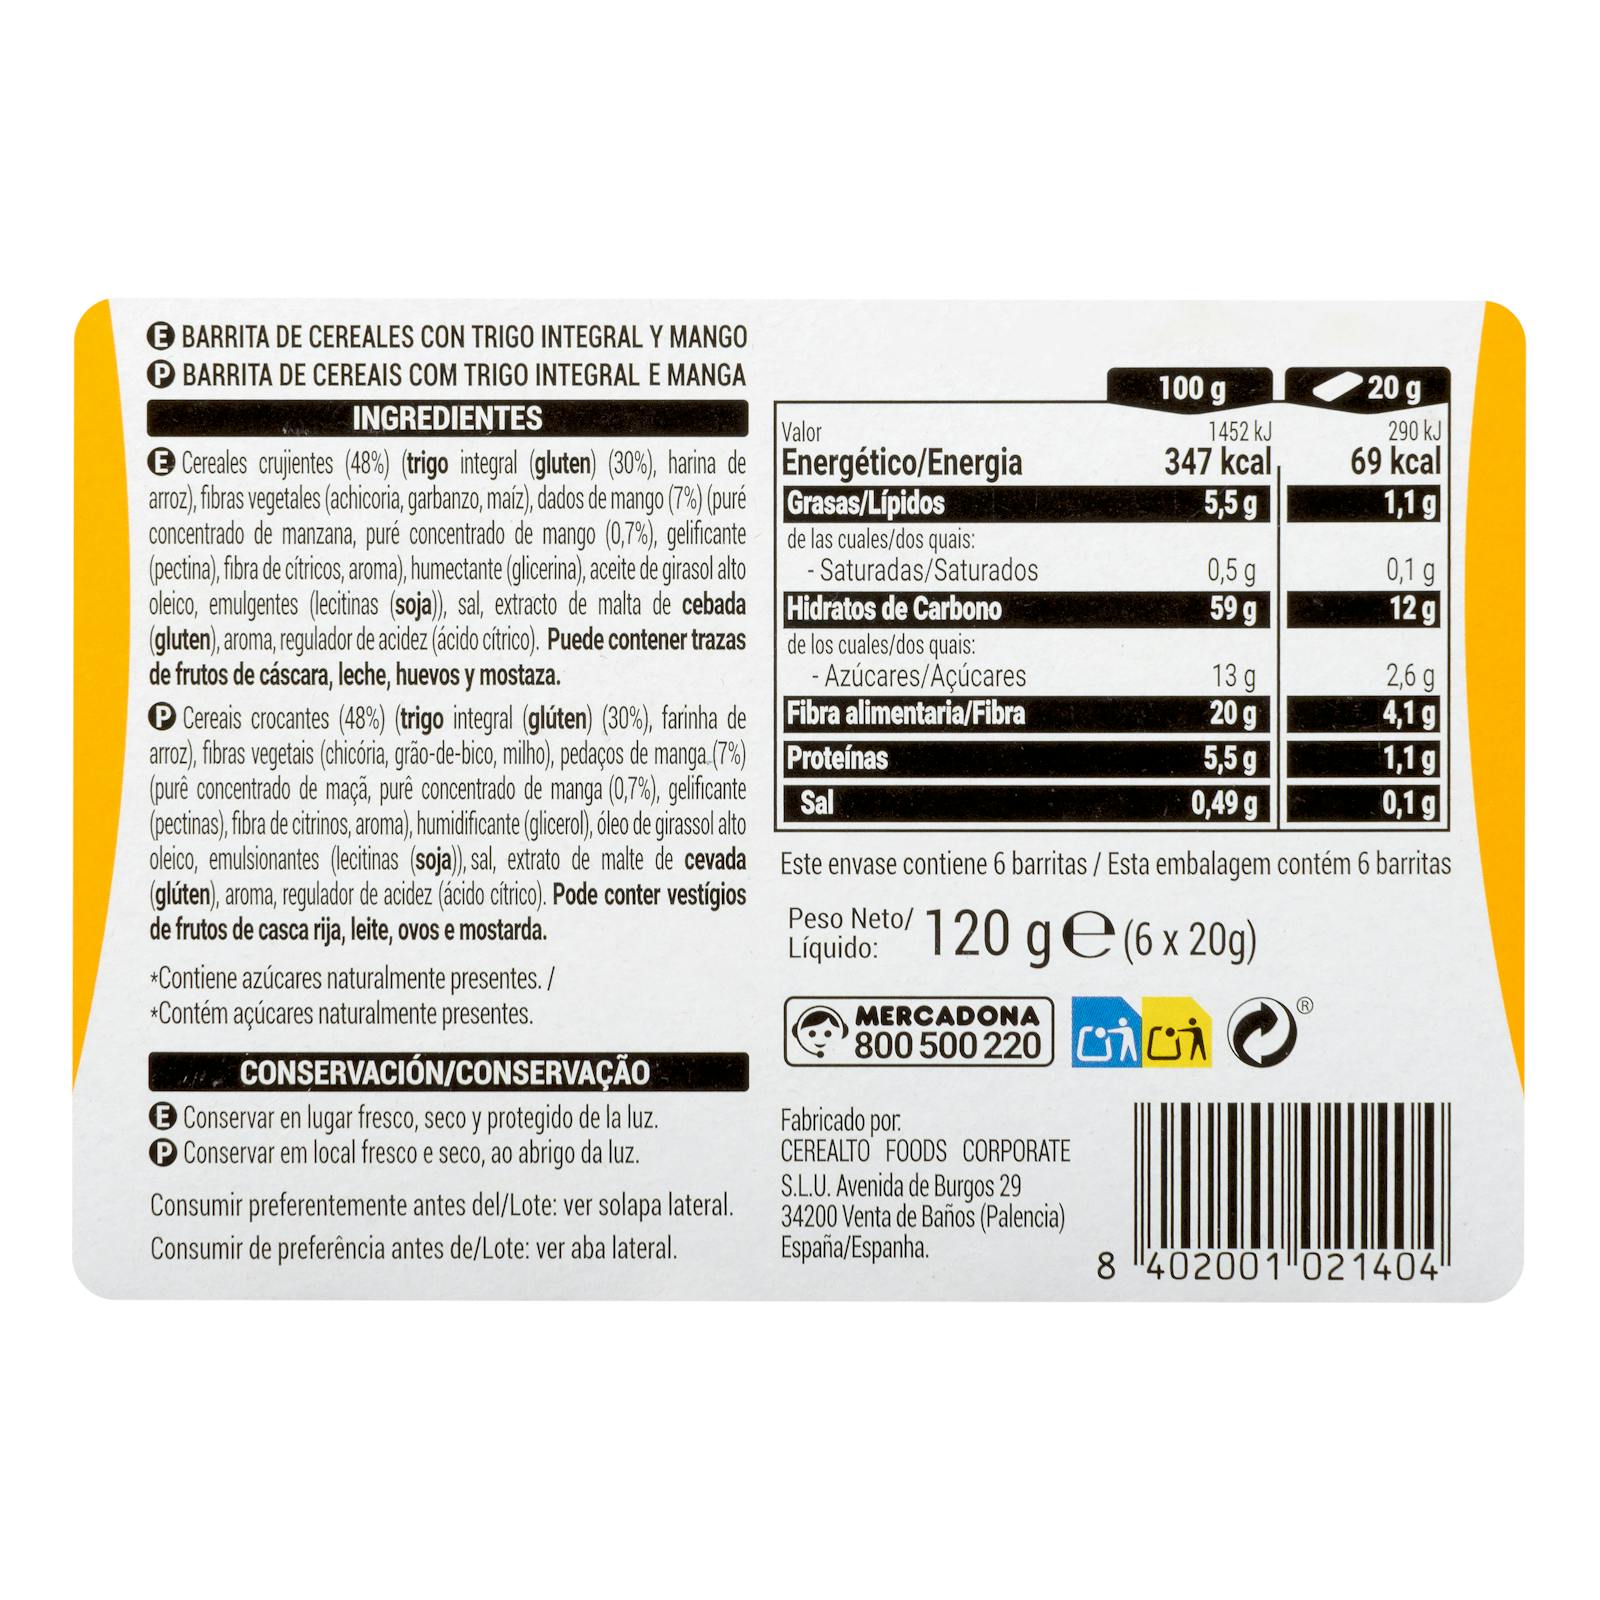 E BARRITA DE CEREALES CON TRIGO INTEGRAL Y MANGO
P BARRITA DE CEREAIS COM TRIGO INTEGRAL E MANGA
INGREDIENTES
E Cereales crujientes (48%) (trigo integral (gluten) (30%), harina de
arroz), fibras vegetales (achicoria, garbanzo, maíz), dados de mango (7%) (puré
concentrado de manzana, puré concentrado de mango (0,7%), gelificante
(pectina), fibra de cítricos, aroma), humectante (glicerina), aceite de girasol alto
oleico, emulgentes (lecitinas (soja)), sal, extracto de malta de cebada
(gluten), aroma, regulador de acidez (ácido cítrico). Puede contener trazas
de frutos de cáscara, leche, huevos y mostaza.
P Cereais crocantes (48%) (trigo integral (glúten) (30%), farinha de
arroz), fibras vegetais (chicória, grão-de-bico, milho), pedaços de manga (7%)
(purê concentrado de maçã, purê concentrado de manga (0,7%), gelificante
(pectinas), fibra de citrinos, aroma), humidificante (glicerol), óleo de girassol alto
oleico, emulsionantes (lecitinas (soja)), sal, extrato de malte de cevada
(glúten), aroma, regulador de acidez (ácido cítrico). Pode conter vestígios
de frutos de casca rija, leite, ovos e mostarda.
*Contiene azúcares naturalmente presentes. /
*Contém açúcares naturalmente presentes.
CONSERVACIÓN/CONSERVAÇÃO
E Conservar en lugar fresco, seco y protegido de la luz.
P Conservar em local fresco e seco, ao abrigo da luz.
Consumir preferentemente antes del/Lote: ver solapa lateral.
Consumir de preferência antes de/Lote: ver aba lateral.
100 g 20 g
Valor 1452 kJ 290 kJ
Energético/Energia 347 kcal 69 kcal
Grasas/Lípidos 5,5 g 1,1 g
de las cuales/dos quais:
- Saturadas/Saturados 0,5 g 0,1 g
Hidratos de Carbono 59 g 12 g
de los cuales/dos quais:
- Azúcares/Açúcares 13 g 2,6 g
Fibra alimentaria/Fibra 20 g 4,1 g
Proteínas 5,5 g 1,1 g
Sal 0,49 g 0,1 g
Este envase contiene 6 barritas / Esta embalagem contém 6 barritas
Peso Neto/
Líquido: 120 g e (6 x 20g)
MERCADONA
800 500 220
®
Fabricado por:
CEREALTO FOODS CORPORATE
S.L.U. Avenida de Burgos 29
34200 Venta de Baños (Palencia)
España/Espanha.
8 402001 021404